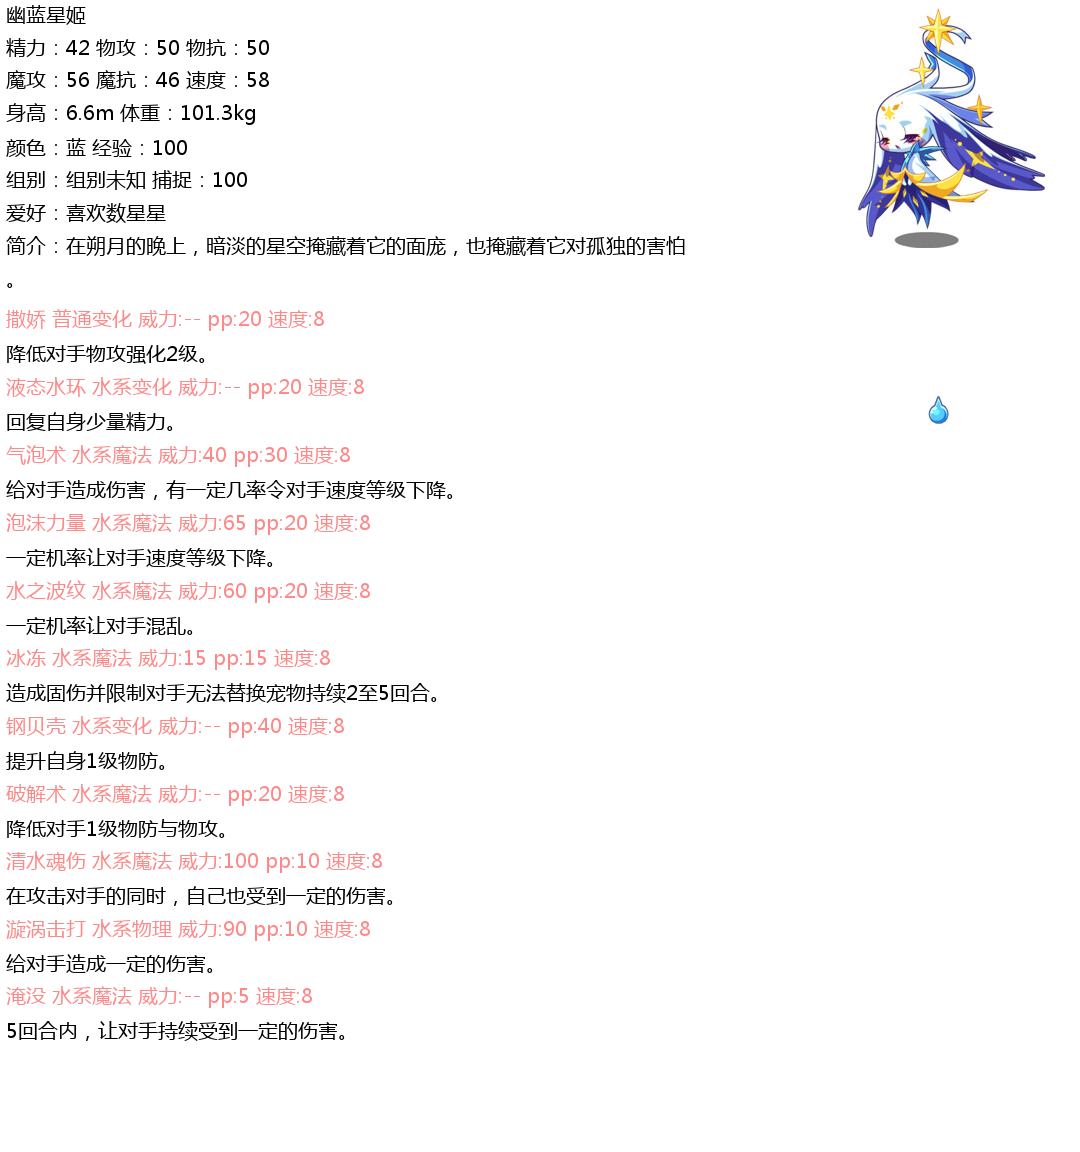 幽蓝星姬
精力：42 物攻：50 物抗：50
魔攻：56 魔抗：46 速度：58
身高：6.6m 体重：101.3kg
颜色：蓝 经验：100
组别：组别未知 捕捉：100
爱好：喜欢数星星
简介：在朔月的晚上，暗淡的星空掩藏着它的面庞，也掩藏着它对孤独的害怕
。
撒娇 普通变化 威力:-- pp:20 速度:8
降低对手物攻强化2级。
液态水环 水系变化 威力:-- pp:20 速度:8
回复自身少量精力。
气泡术 水系魔法 威力:40 pp:30 速度:8
给对手造成伤害，有一定几率令对手速度等级下降。
泡沫力量 水系魔法 威力:65 pp:20 速度:8
一定机率让对手速度等级下降。
水之波纹 水系魔法 威力:60 pp:20 速度:8
一定机率让对手混乱。
冰冻 水系魔法 威力:15 pp:15 速度:8
造成固伤并限制对手无法替换宠物持续2至5回合。
钢贝壳 水系变化 威力:-- pp:40 速度:8
提升自身1级物防。
破解术 水系魔法 威力:-- pp:20 速度:8
降低对手1级物防与物攻。
清水魂伤 水系魔法 威力:100 pp:10 速度:8
在攻击对手的同时，自己也受到一定的伤害。
漩涡击打 水系物理 威力:90 pp:10 速度:8
给对手造成一定的伤害。
淹没 水系魔法 威力:-- pp:5 速度:8
5回合内，让对手持续受到一定的伤害。